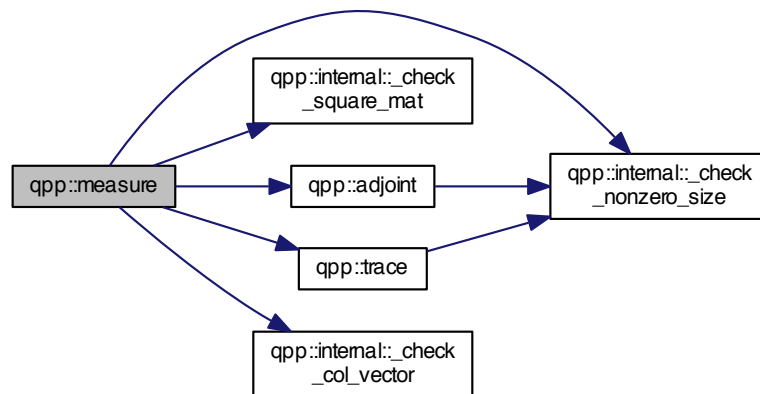 qpp::measure
qpp::internal::_check
_square_mat
qpp::adjoint
qpp::trace
qpp::internal::_check
_col_vector
qpp::internal::_check
_nonzero_size